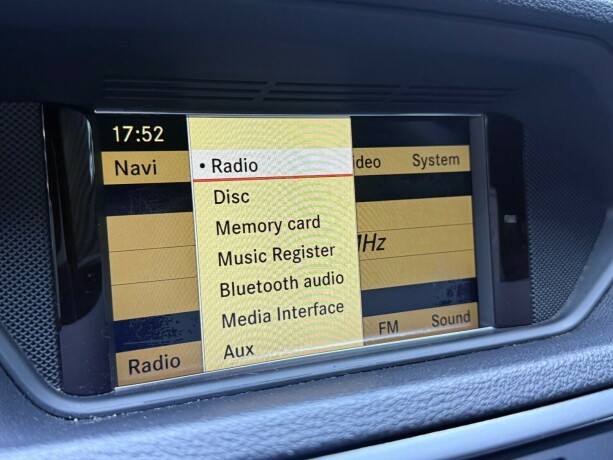 17:52
Navi
ideo
System
• Radio
Disc
Memory card
Music Register
Bluetooth audio
Media Interface
Aux
MHz
Radio
FM
Sound